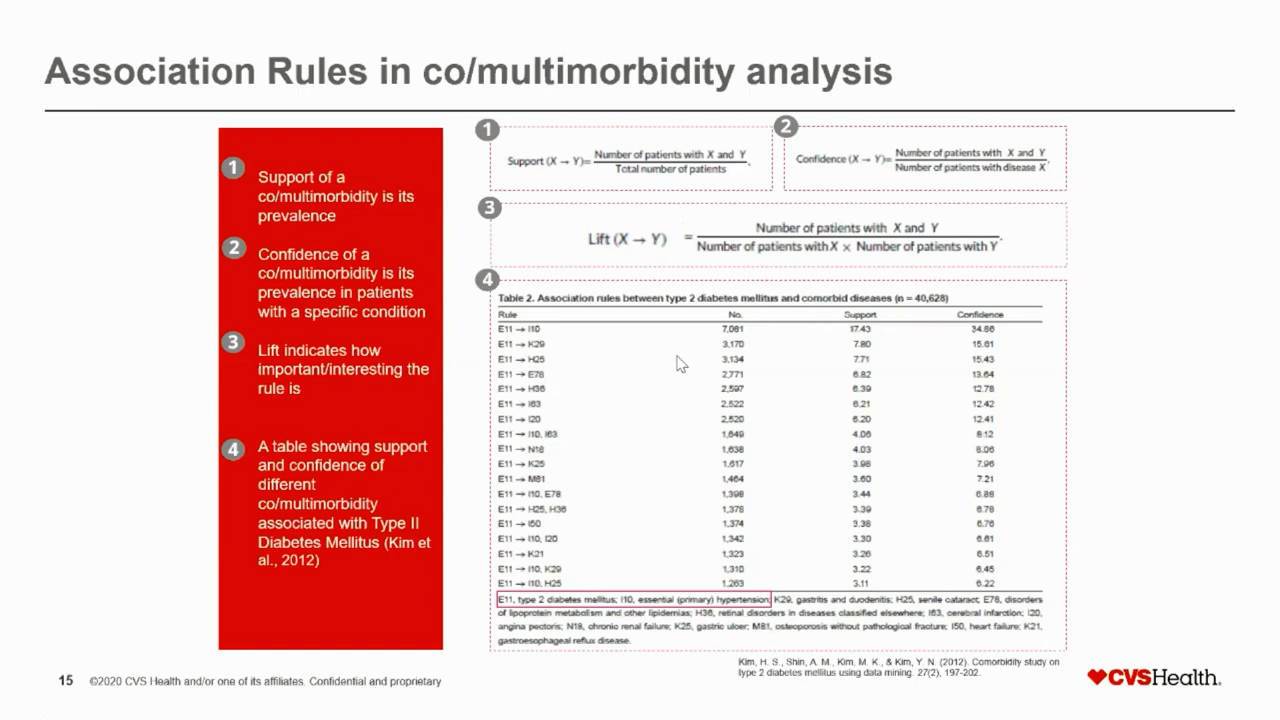 Association Rules in co/multimorbidity analysis
1
Support of a
co/multimorbidity is its
prevalence
2
Confidence of a
co/multimorbidity is its
prevalence in patients
with a specific condition
3
Lift indicates how
important/interesting the
rule is
4
A table showing support
and confidence of
different
co/multimorbidity
associated with Type II
Diabetes Mellitus (Kim et
al., 2012)
1
Support (X → Y)= Number of patients with X and Y
Total number of patients
2
Confidence (X → Y)= Number of patients with X and Y
Number of patients with disease X
3
Lift (X → Y) = Number of patients with X and Y
Number of patients with X × Number of patients with Y
4
Table 2. Association rules between type 2 diabetes mellitus and comorbid diseases (n = 40,628)
Rule No. Support Confidence
E11 → I10 7,081 17.43 34.86
E11 → K29 3,170 7.80 15.61
E11 → H25 3,134 7.71 15.43
E11 → E78 2,771 6.82 13.64
E11 → H36 2,597 6.39 12.78
E11 → I63 2,522 6.21 12.42
E11 → I20 2,520 6.20 12.41
E11 → I10, I63 1,649 4.06 8.12
E11 → N18 1,638 4.03 8.06
E11 → K25 1,617 3.98 7.96
E11 → M81 1,464 3.60 7.21
E11 → I10, E78 1,398 3.44 6.88
E11 → H25, H36 1,378 3.39 6.78
E11 → I50 1,374 3.38 6.76
E11 → I10, I20 1,342 3.30 6.61
E11 → K21 1,323 3.26 6.51
E11 → I10, K29 1,310 3.22 6.45
E11 → I10, H25 1,263 3.11 6.22
E11, type 2 diabetes mellitus; I10, essential (primary) hypertension; K29, gastritis and duodenitis; H25, senile cataract; E78, disorders
of lipoprotein metabolism and other lipidemias; H36, retinal disorders in diseases classified elsewhere; I63, cerebral infarction; I20,
angina pectoris; N18, chronic renal failure; K25, gastric ulcer; M81, osteoporosis without pathological fracture; I50, heart failure; K21,
gastroesophageal reflux disease.
Kim, H. S., Shin, A. M., Kim, M. K., & Kim, Y. N. (2012). Comorbidity study on
type 2 diabetes mellitus using data mining. 27(2), 197-202.
15 ©2020 CVS Health and/or one of its affiliates. Confidential and proprietary
CVSHealth.